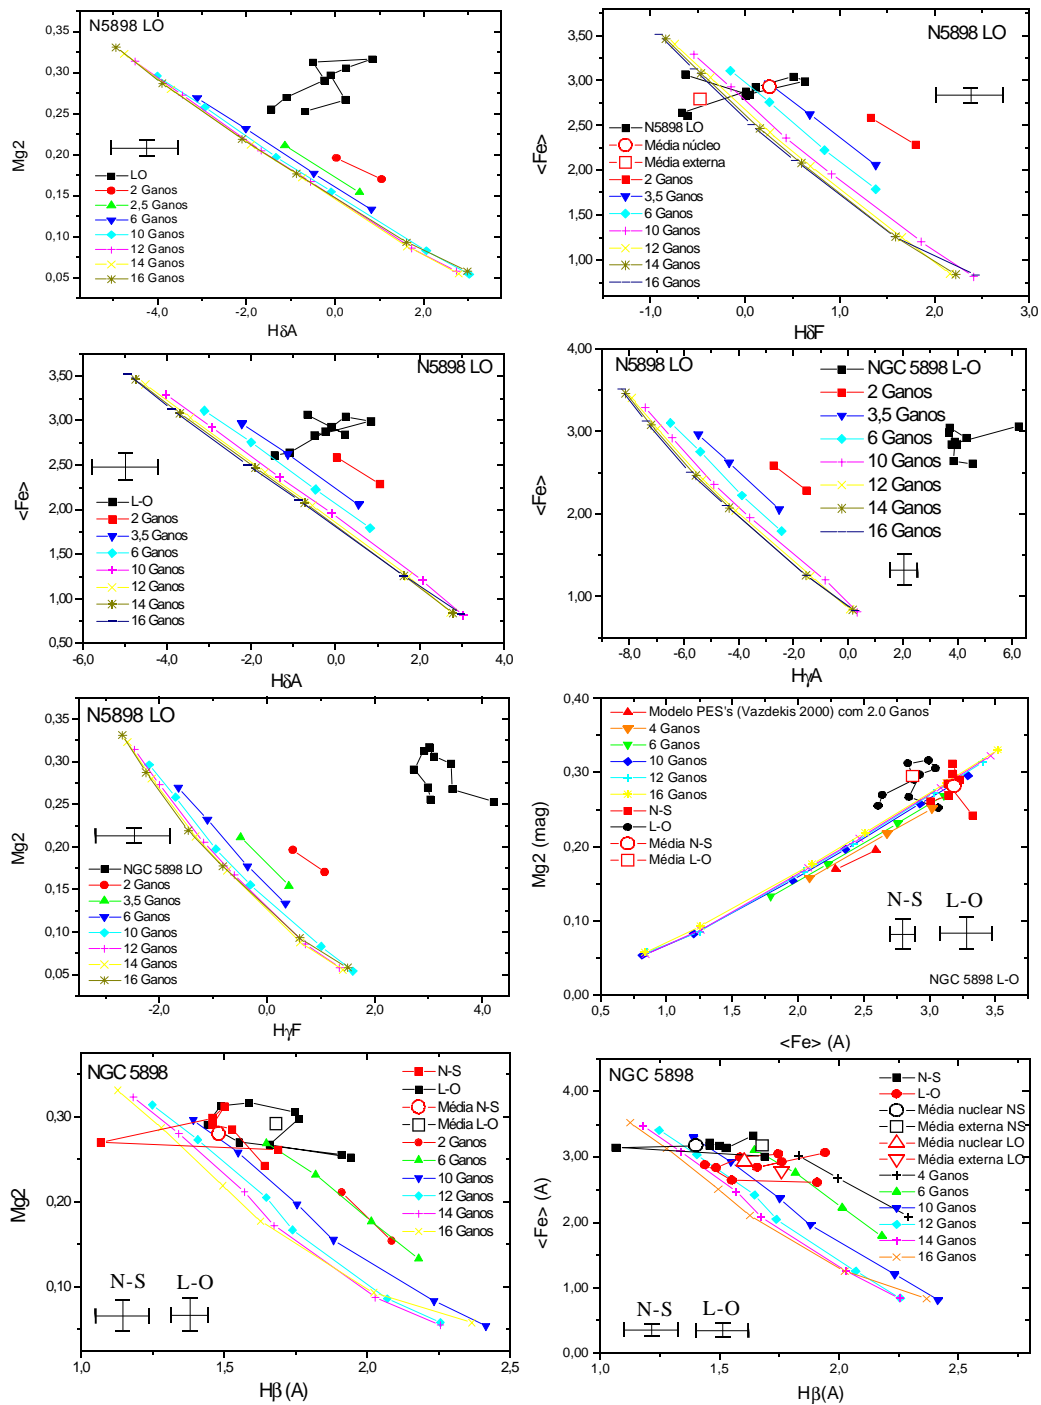 N5898 LO
0,35
0,30
0,25
0,20
0,15
0,10
0,05
Mg2
LO
2 Ganos
2,5 Ganos
6 Ganos
10 Ganos
12 Ganos
14 Ganos
16 Ganos
-4,0 -2,0 0,0 2,0
HδA
N5898 LO
3,50
3,00
2,50
2,00
1,50
1,00
<Fe>
N5898 LO
Média núcleo
Média externa
2 Ganos
3,5 Ganos
6 Ganos
10 Ganos
12 Ganos
14 Ganos
16 Ganos
-1,0 0,0 1,0 2,0 3,0
HδF
N5898 LO
3,50
3,00
2,50
2,00
1,50
1,00
0,50
<Fe>
L-O
2 Ganos
3,5 Ganos
6 Ganos
10 Ganos
12 Ganos
14 Ganos
16 Ganos
-6,0 -4,0 -2,0 0,0 2,0 4,0
HδA
N5898 LO
4,00
3,00
2,00
1,00
<Fe>
NGC 5898 L-O
2 Ganos
3,5 Ganos
6 Ganos
10 Ganos
12 Ganos
14 Ganos
16 Ganos
-8,0 -6,0 -4,0 -2,0 0,0 2,0 4,0 6,0
HγA
N5898 LO
0,35
0,30
0,25
0,20
0,15
0,10
0,05
Mg2
NGC 5898 LO
2 Ganos
3,5 Ganos
6 Ganos
10 Ganos
12 Ganos
14 Ganos
16 Ganos
-2,0 0,0 2,0 4,0
HγF
0,40
0,30
0,20
0,10
0,00
Mg2 (mag)
Modelo PES's (Vazdekis 2000) com 2.0 Ganos
4 Ganos
6 Ganos
10 Ganos
12 Ganos
16 Ganos
N-S
L-O
Média N-S
Média L-O
N-S L-O
NGC 5898 L-O
0,5 1,0 1,5 2,0 2,5 3,0 3,5
<Fe> (A)
NGC 5898
0,30
0,20
0,10
Mg2
N-S
L-O
Média N-S
Média L-O
2 Ganos
6 Ganos
10 Ganos
12 Ganos
14 Ganos
16 Ganos
N-S L-O
1,0 1,5 2,0 2,5
Hβ (A)
NGC 5898
4,00
3,00
2,00
1,00
0,00
<Fe> (A)
N-S
L-O
Média nuclear NS
Média externa NS
Média nuclear LO
Média externa LO
4 Ganos
6 Ganos
10 Ganos
12 Ganos
14 Ganos
16 Ganos
N-S L-O
1,0 1,5 2,0 2,5
Hβ(A)